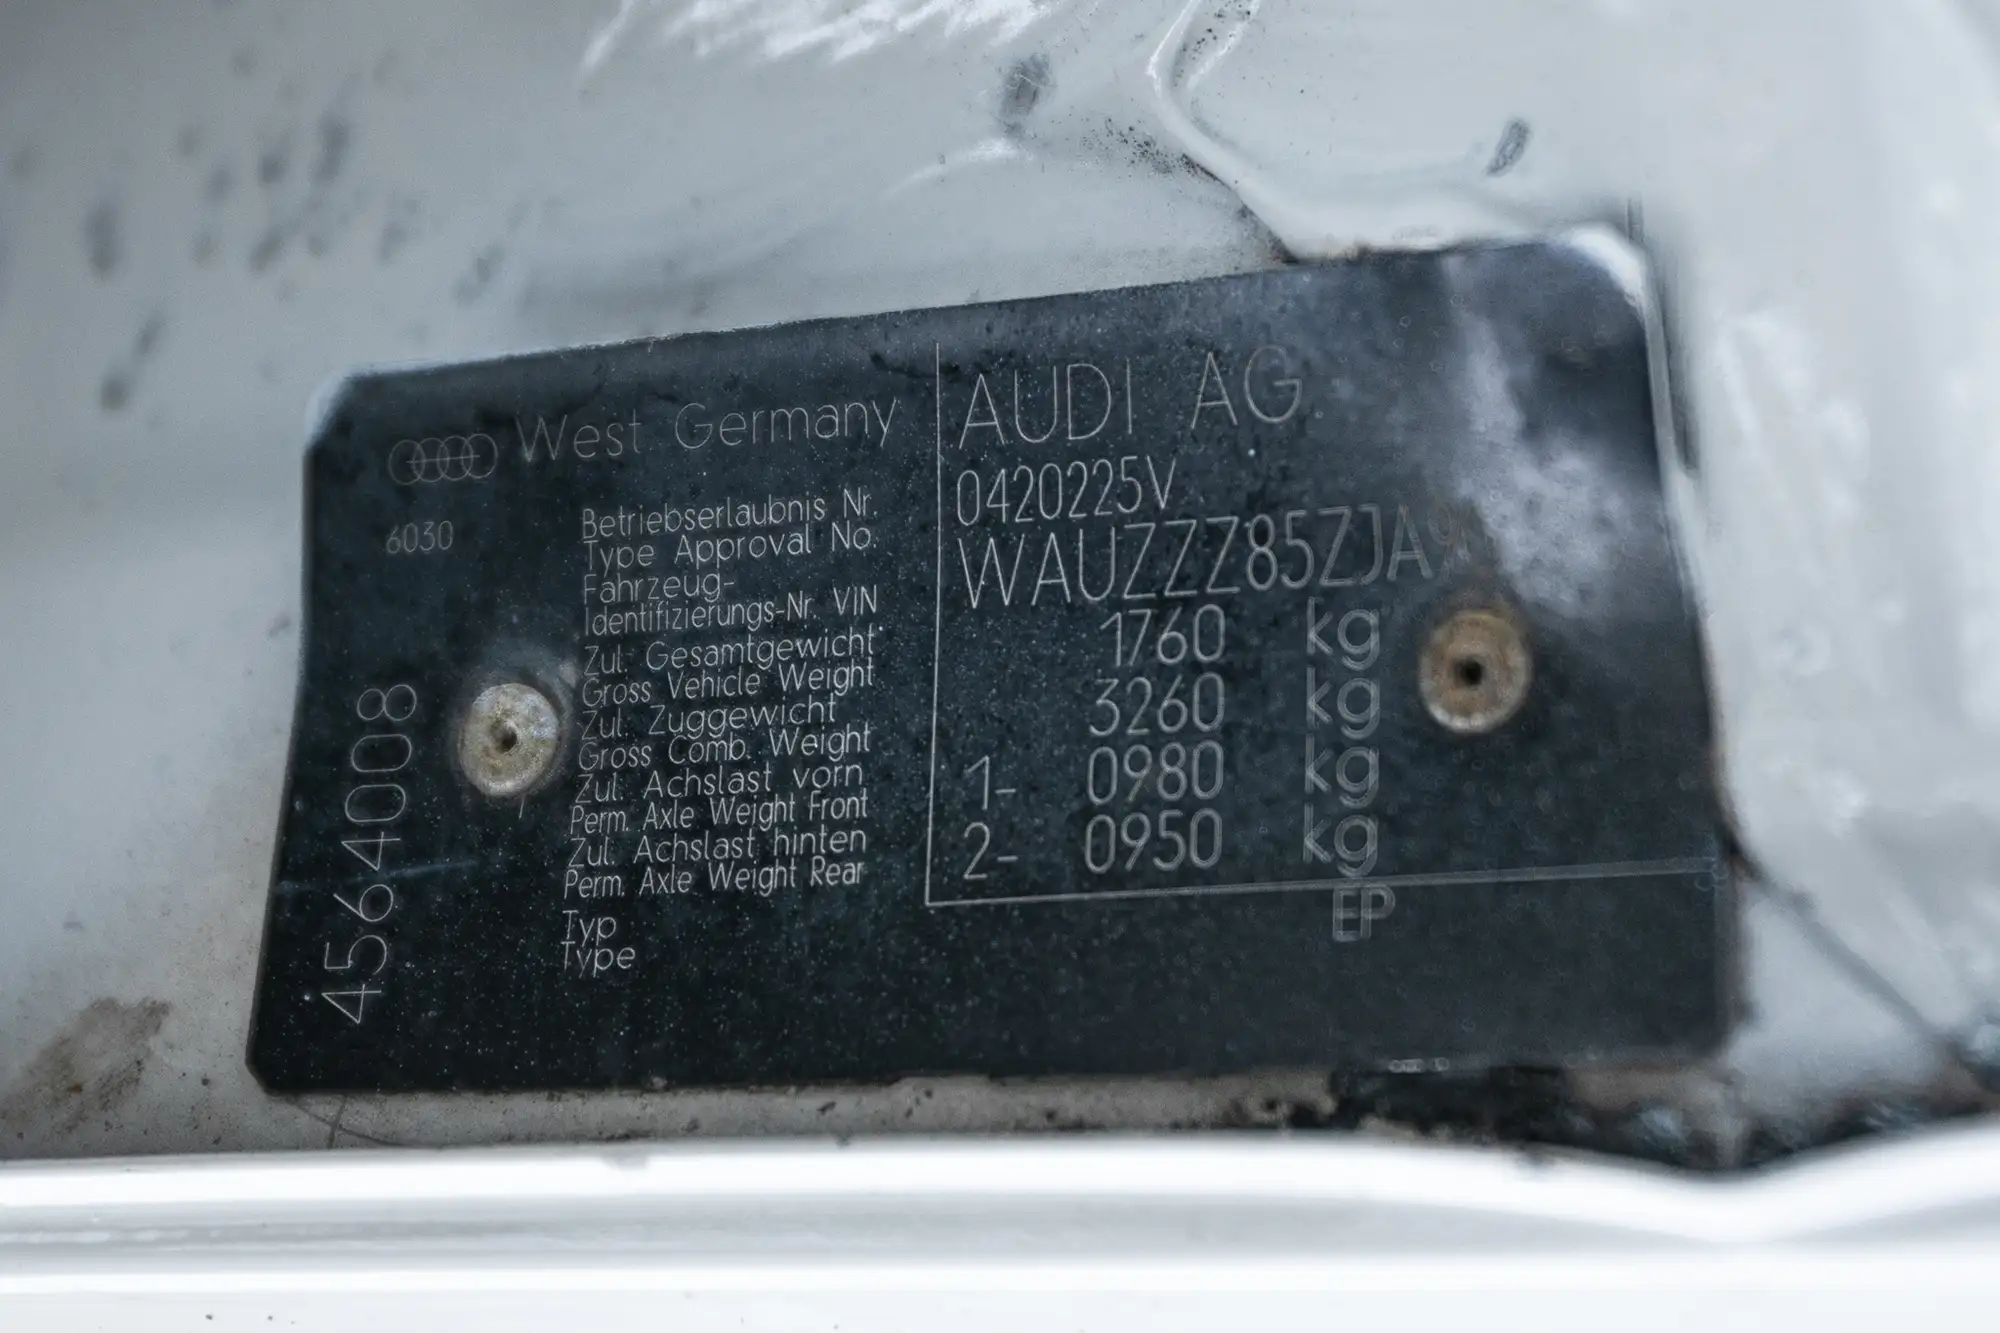 West Germany
6030
4564008
Betriebserlaubnis Nr.
Type Approval No.
Fahrzeug-
Identifizierungs-Nr. VIN
Zul. Gesamtgewicht
Gross Vehicle Weight
Zul. Zuggewicht
Gross Comb. Weight
Zul. Achslast vorn
Perm. Axle Weight Front
Zul. Achslast hinten
Perm. Axle Weight Rear
Typ
Type
AUDI AG
0420225V
1760 kg
3260 kg
1- 0980 kg
2- 0950 kg
EP